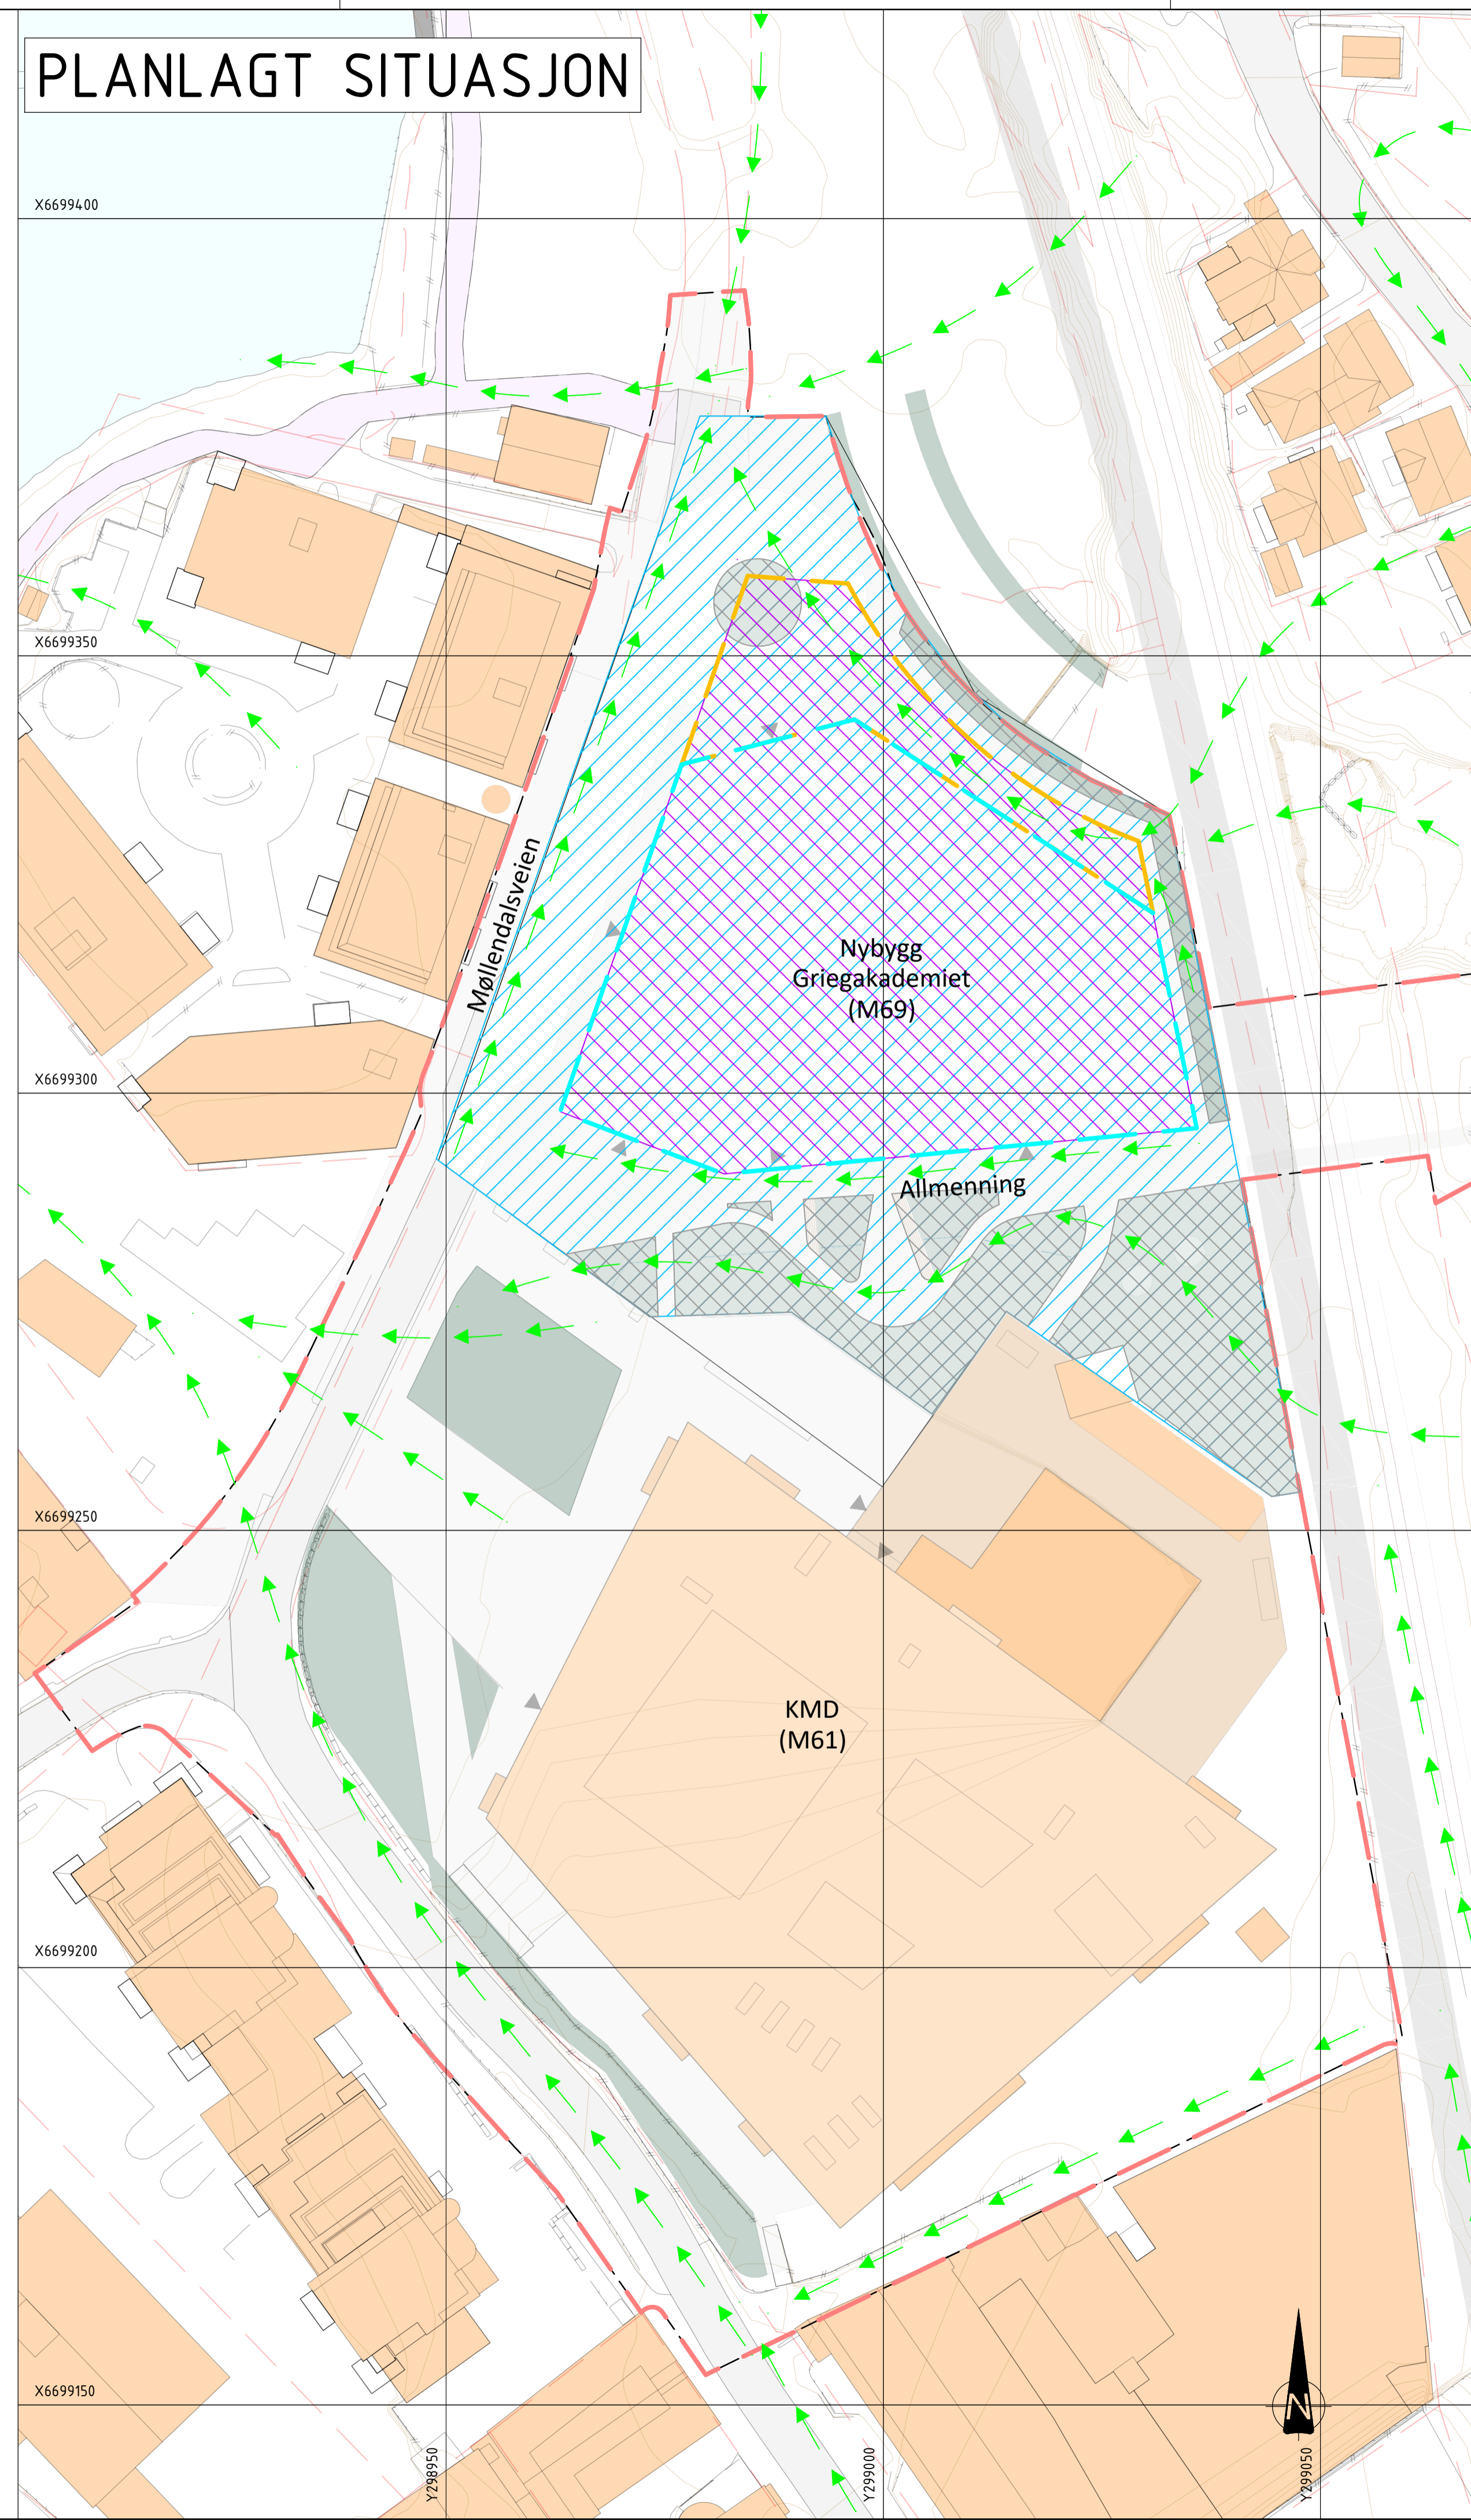 PLANLAGT SITUASJON
X6699400
X6699350
Møllendalsveien
Nybygg
Griegakademiet
(M69)
X6699300
Allmenning
X6699250
KMD
(M61)
X6699200
X6699150
N
Y298950
Y299000
Y299050